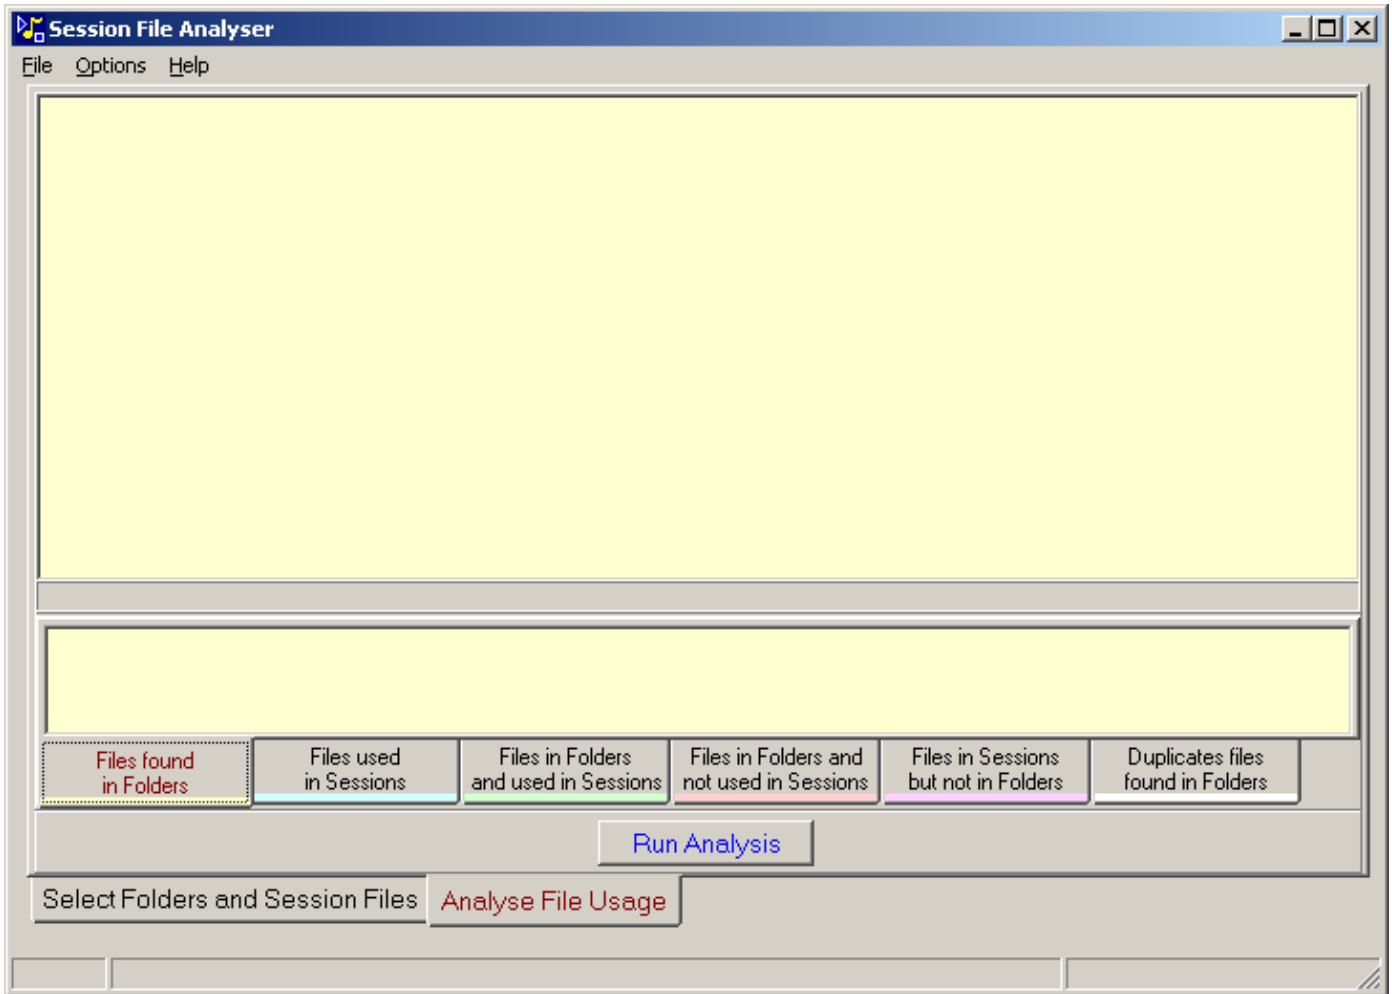 Session File Analyser
File Options Help
Files found
in Folders
Files used
in Sessions
Files in Folders
and used in Sessions
Files in Folders and
not used in Sessions
Files in Sessions
but not in Folders
Duplicates files
found in Folders
Run Analysis
Select Folders and Session Files
Analyse File Usage